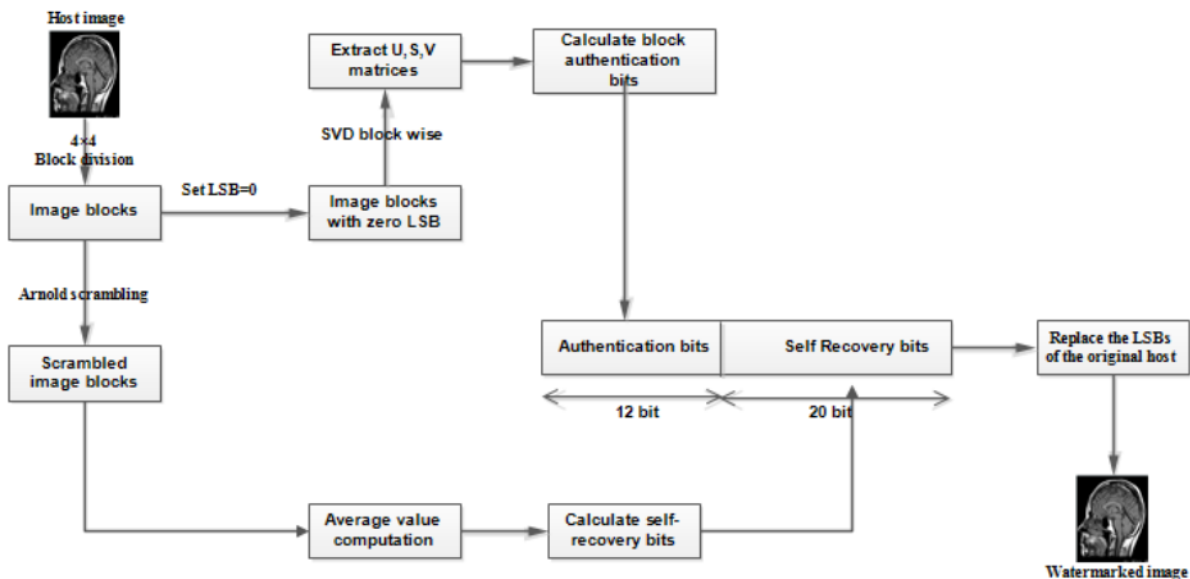 Host image
4×4
Block division
Image blocks
Set LSB=0
Image blocks
with zero LSB
SVD block wise
Extract U,S,V
matrices
Calculate block
authentication
bits
Arnold scrambling
Scrambled
image blocks
Average value
computation
Calculate self-
recovery bits
Authentication bits
Self Recovery bits
12 bit
20 bit
Replace the LSBs
of the original host
Watermarked image